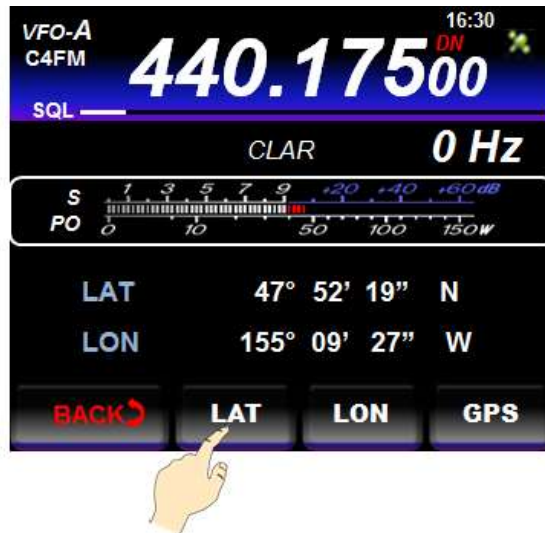 VFO-A 16:30
C4FM 440.17500 DN
SQL
CLAR 0 Hz
S 1 3 5 7 9 +20 +40 +60dB
PO 0 10 50 100 150W
LAT 47° 52’ 19” N
LON 155° 09’ 27” W
BACK LAT LON GPS